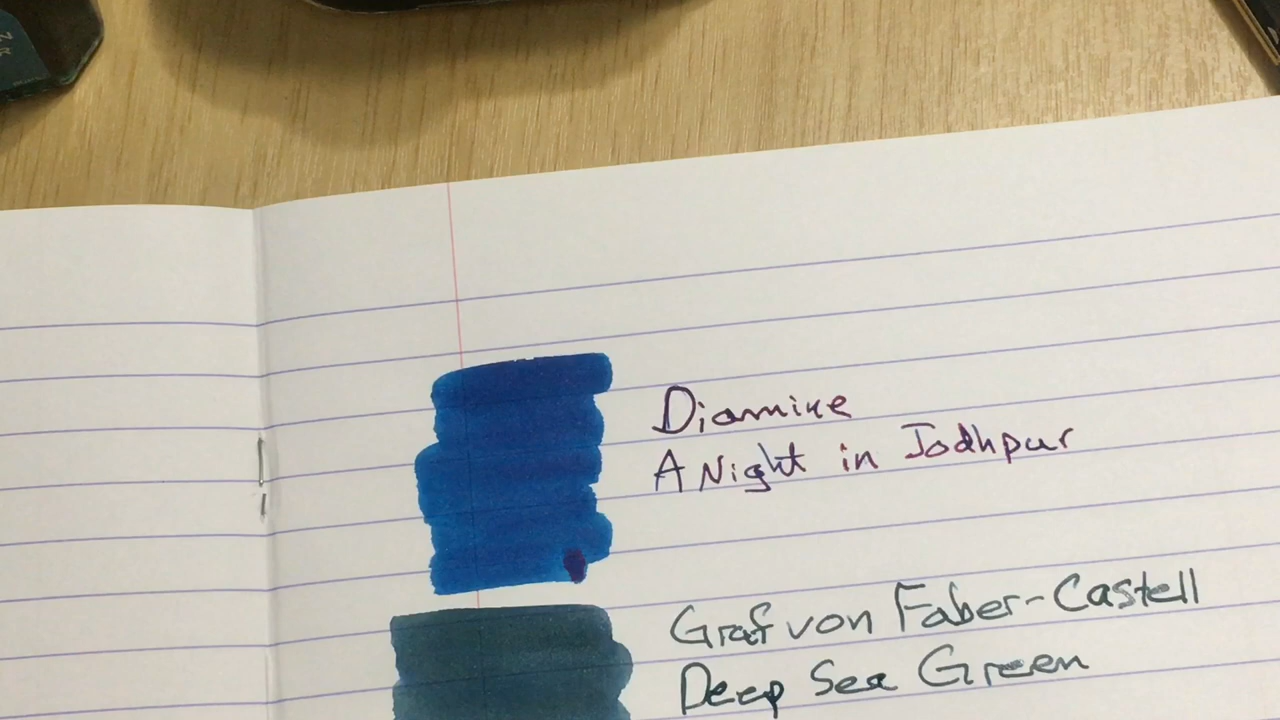 Diamine
A Night in Jodhpur
Graf von Faber-Castell
Deep Sea Green